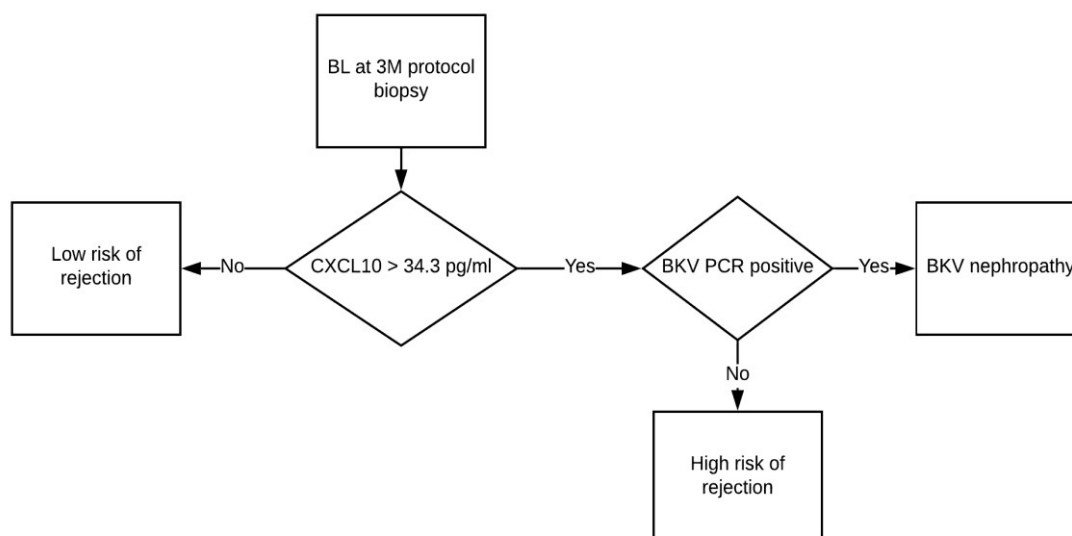 BL at 3M protocol
biopsy
Low risk of
rejection
No
CXCL10 > 34.3 pg/ml
Yes
BKV PCR positive
Yes
BKV nephropathy
No
High risk of
rejection